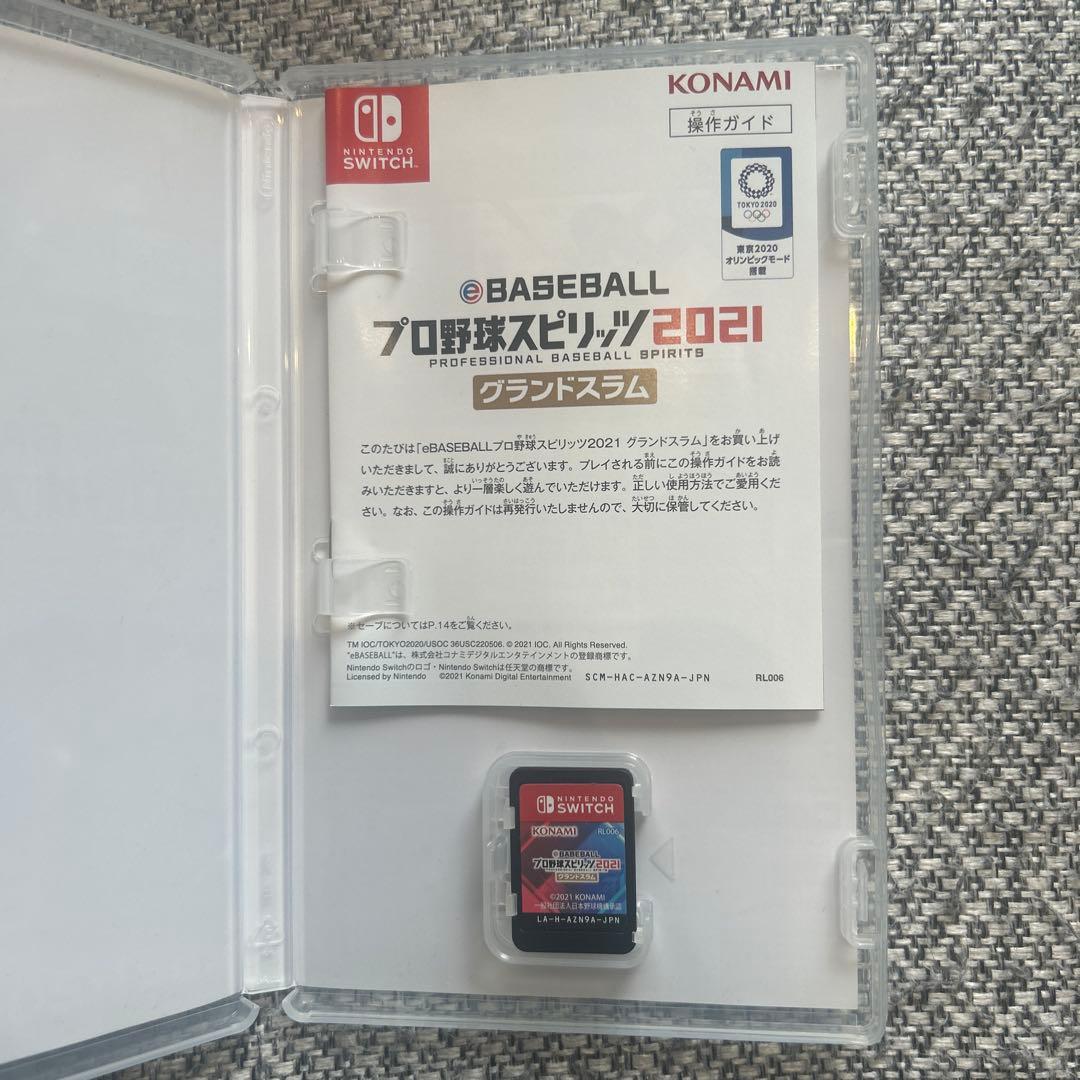 KONAMI
操作ガイド
NINTENDO
SWITCH
TOKYO 2020
東京2020
オリンピックモード
搭載
eBASEBALL
プロ野球スピリッツ2021
PROFESSIONAL BASEBALL SPIRITS
グランドスラム
このたびは「eBASEBALLプロ野球スピリッツ2021 グランドスラム」をお買い上げ
いただきまして、誠にありがとうございます。プレイされる前にこの操作ガイドをお読
みいただきますと、より一層楽しく遊んでいただけます。正しい使用方法でご愛用くだ
さい。なお、この操作ガイドは再発行いたしませんので、大切に保管してください。
※セーブについてはP.14をご覧ください。
TM IOC/TOKYO2020/USOC 36USC220506. © 2021 IOC. All Rights Reserved.
"eBASEBALL"は、株式会社コナミデジタルエンタテインメントの登録商標です。
Nintendo Switchのロゴ・Nintendo Switchは任天堂の商標です。
Licensed by Nintendo ©2021 Konami Digital Entertainment SCM-HAC-AZN9A-JPN RL006
NINTENDO
SWITCH
KONAMI RL006
eBASEBALL
プロ野球スピリッツ2021
グランドスラム
©2021 KONAMI
一般社団法人日本野球機構承認
LA-H-AZN9A-JPN